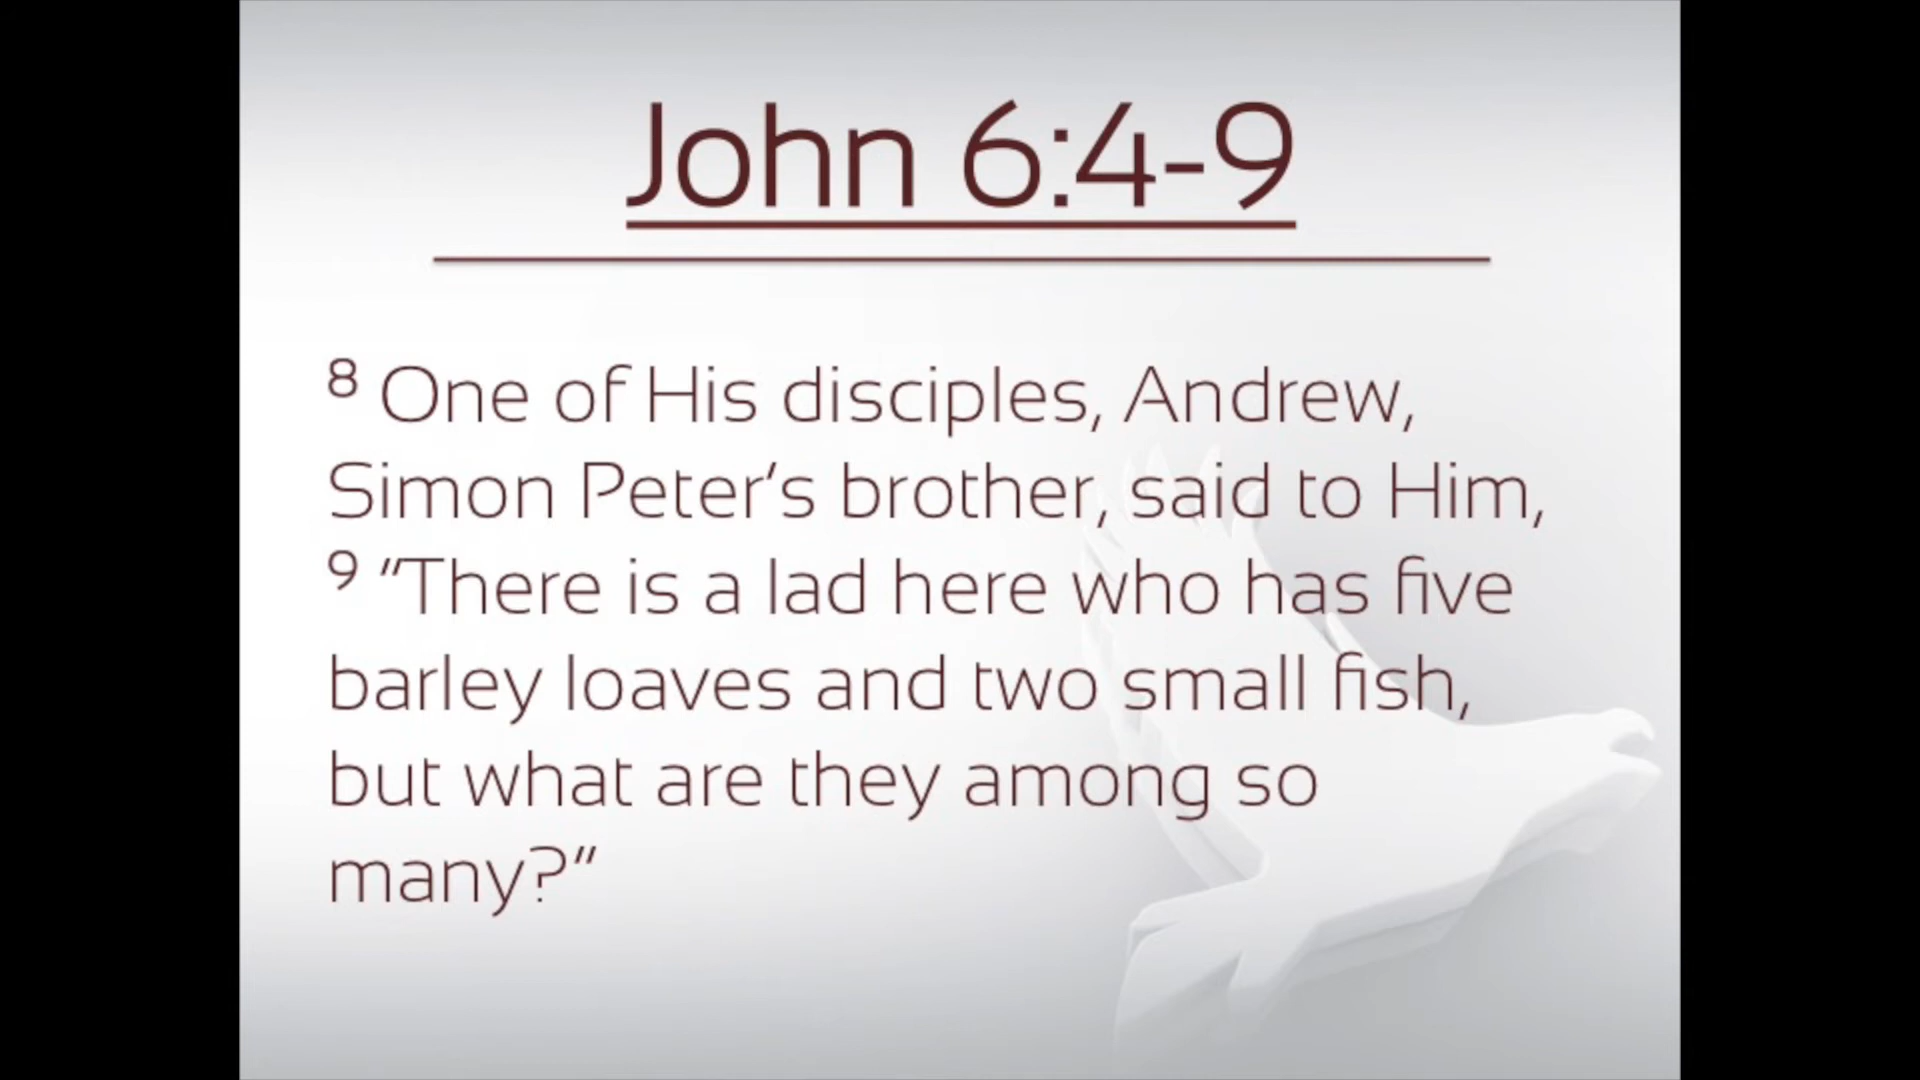 John 6:4-9
8 One of His disciples, Andrew,
Simon Peter's brother, said to Him,
9 “There is a lad here who has five
barley loaves and two small fish,
but what are they among so
many?”